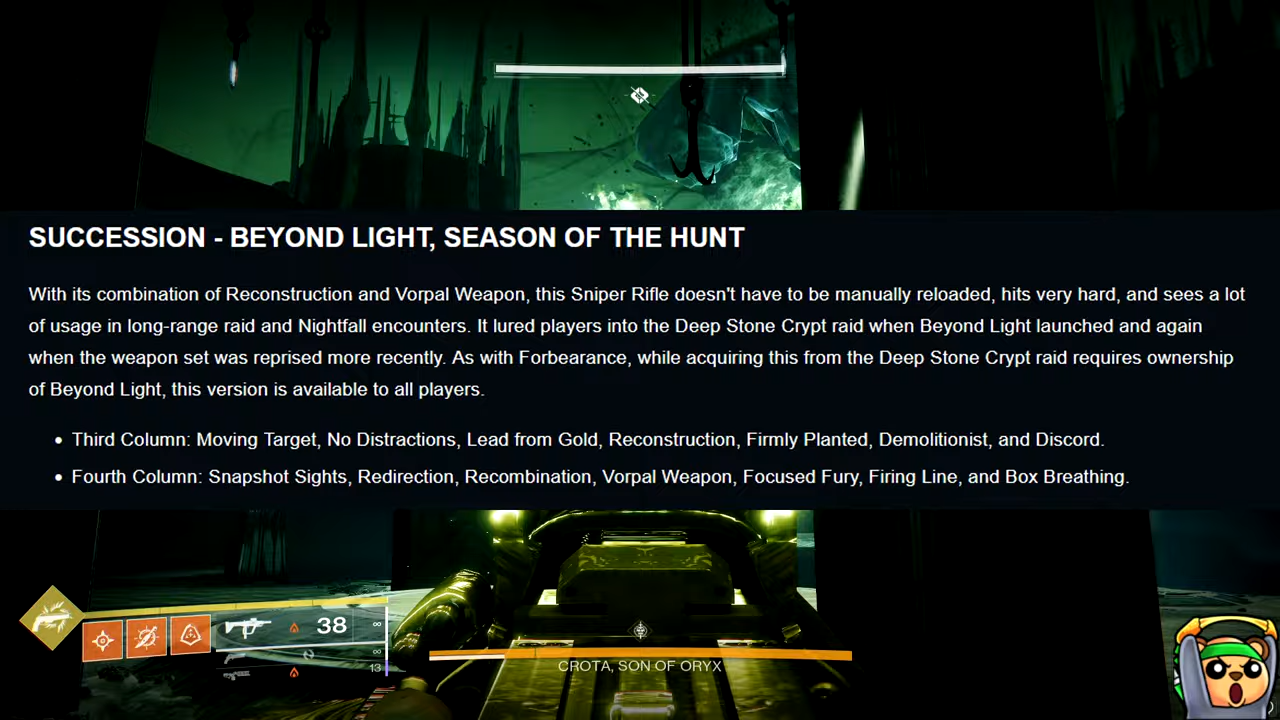 SUCCESSION - BEYOND LIGHT, SEASON OF THE HUNT
With its combination of Reconstruction and Vorpal Weapon, this Sniper Rifle doesn't have to be manually reloaded, hits very hard, and sees a lot
of usage in long-range raid and Nightfall encounters. It lured players into the Deep Stone Crypt raid when Beyond Light launched and again
when the weapon set was reprised more recently. As with Forbearance, while acquiring this from the Deep Stone Crypt raid requires ownership
of Beyond Light, this version is available to all players.
• Third Column: Moving Target, No Distractions, Lead from Gold, Reconstruction, Firmly Planted, Demolitionist, and Discord.
• Fourth Column: Snapshot Sights, Redirection, Recombination, Vorpal Weapon, Focused Fury, Firing Line, and Box Breathing.
38 ∞
∞
13
CROTA, SON OF ORYX